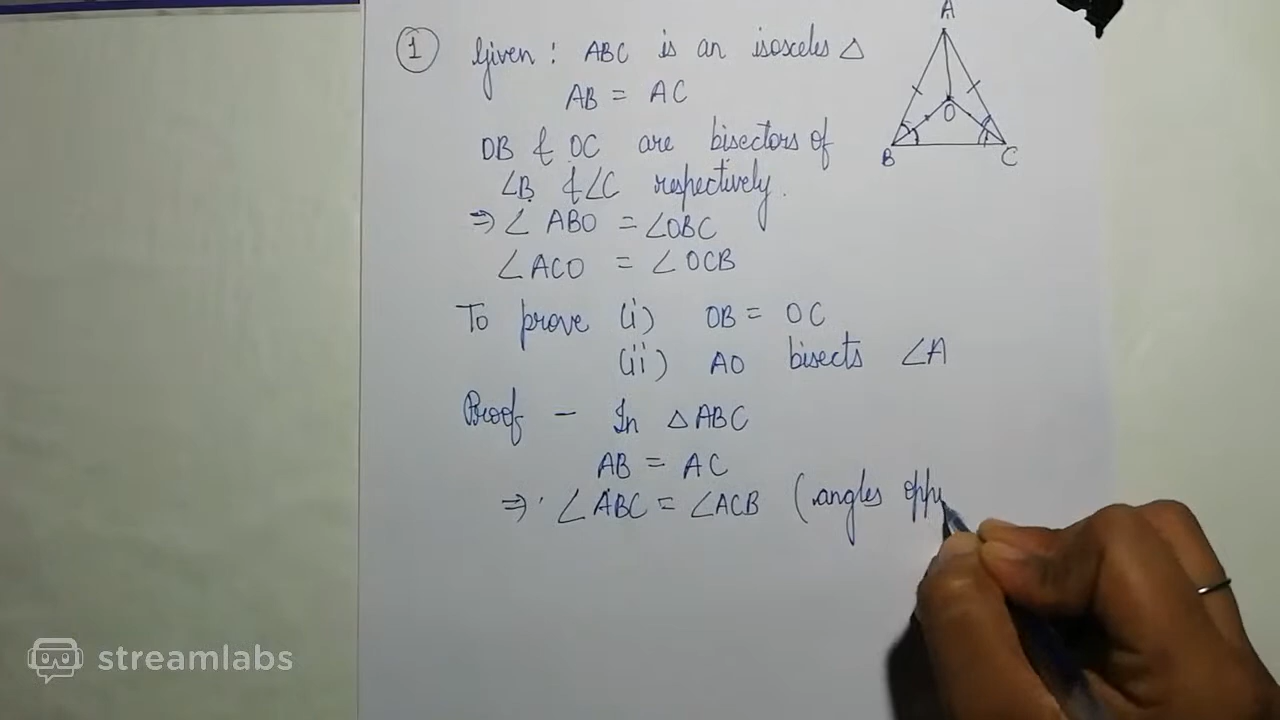 1 Given : ABC is an isosceles △
AB = AC
OB & OC are bisectors of
∠B & ∠C respectively.
⇒ ∠ABO = ∠OBC
∠ACO = ∠OCB
To prove (i) OB = OC
(ii) AO bisects ∠A
Proof – In △ABC
AB = AC
⇒ ∠ABC = ∠ACB (angles opp
A
O
B C
streamlabs